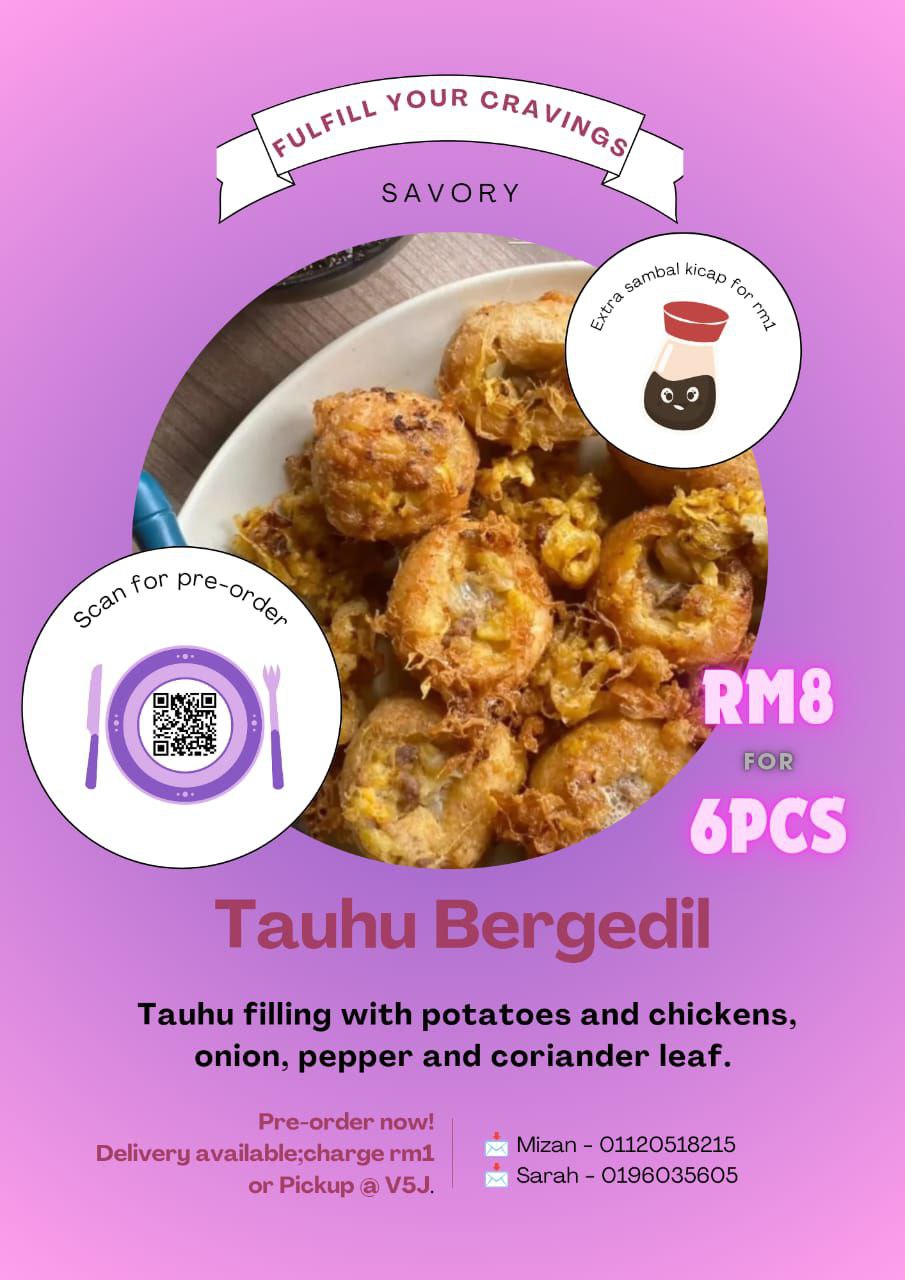 FULFILL YOUR CRAVINGS
SAVORY
Extra sambal kicap for rm1
Scan for pre-order
RM8
FOR
6PCS
Tauhu Bergedil
Tauhu filling with potatoes and chickens,
onion, pepper and coriander leaf.
Pre-order now!
Delivery available;charge rm1
or Pickup @ V5J.
Mizan - 01120518215
Sarah - 0196035605